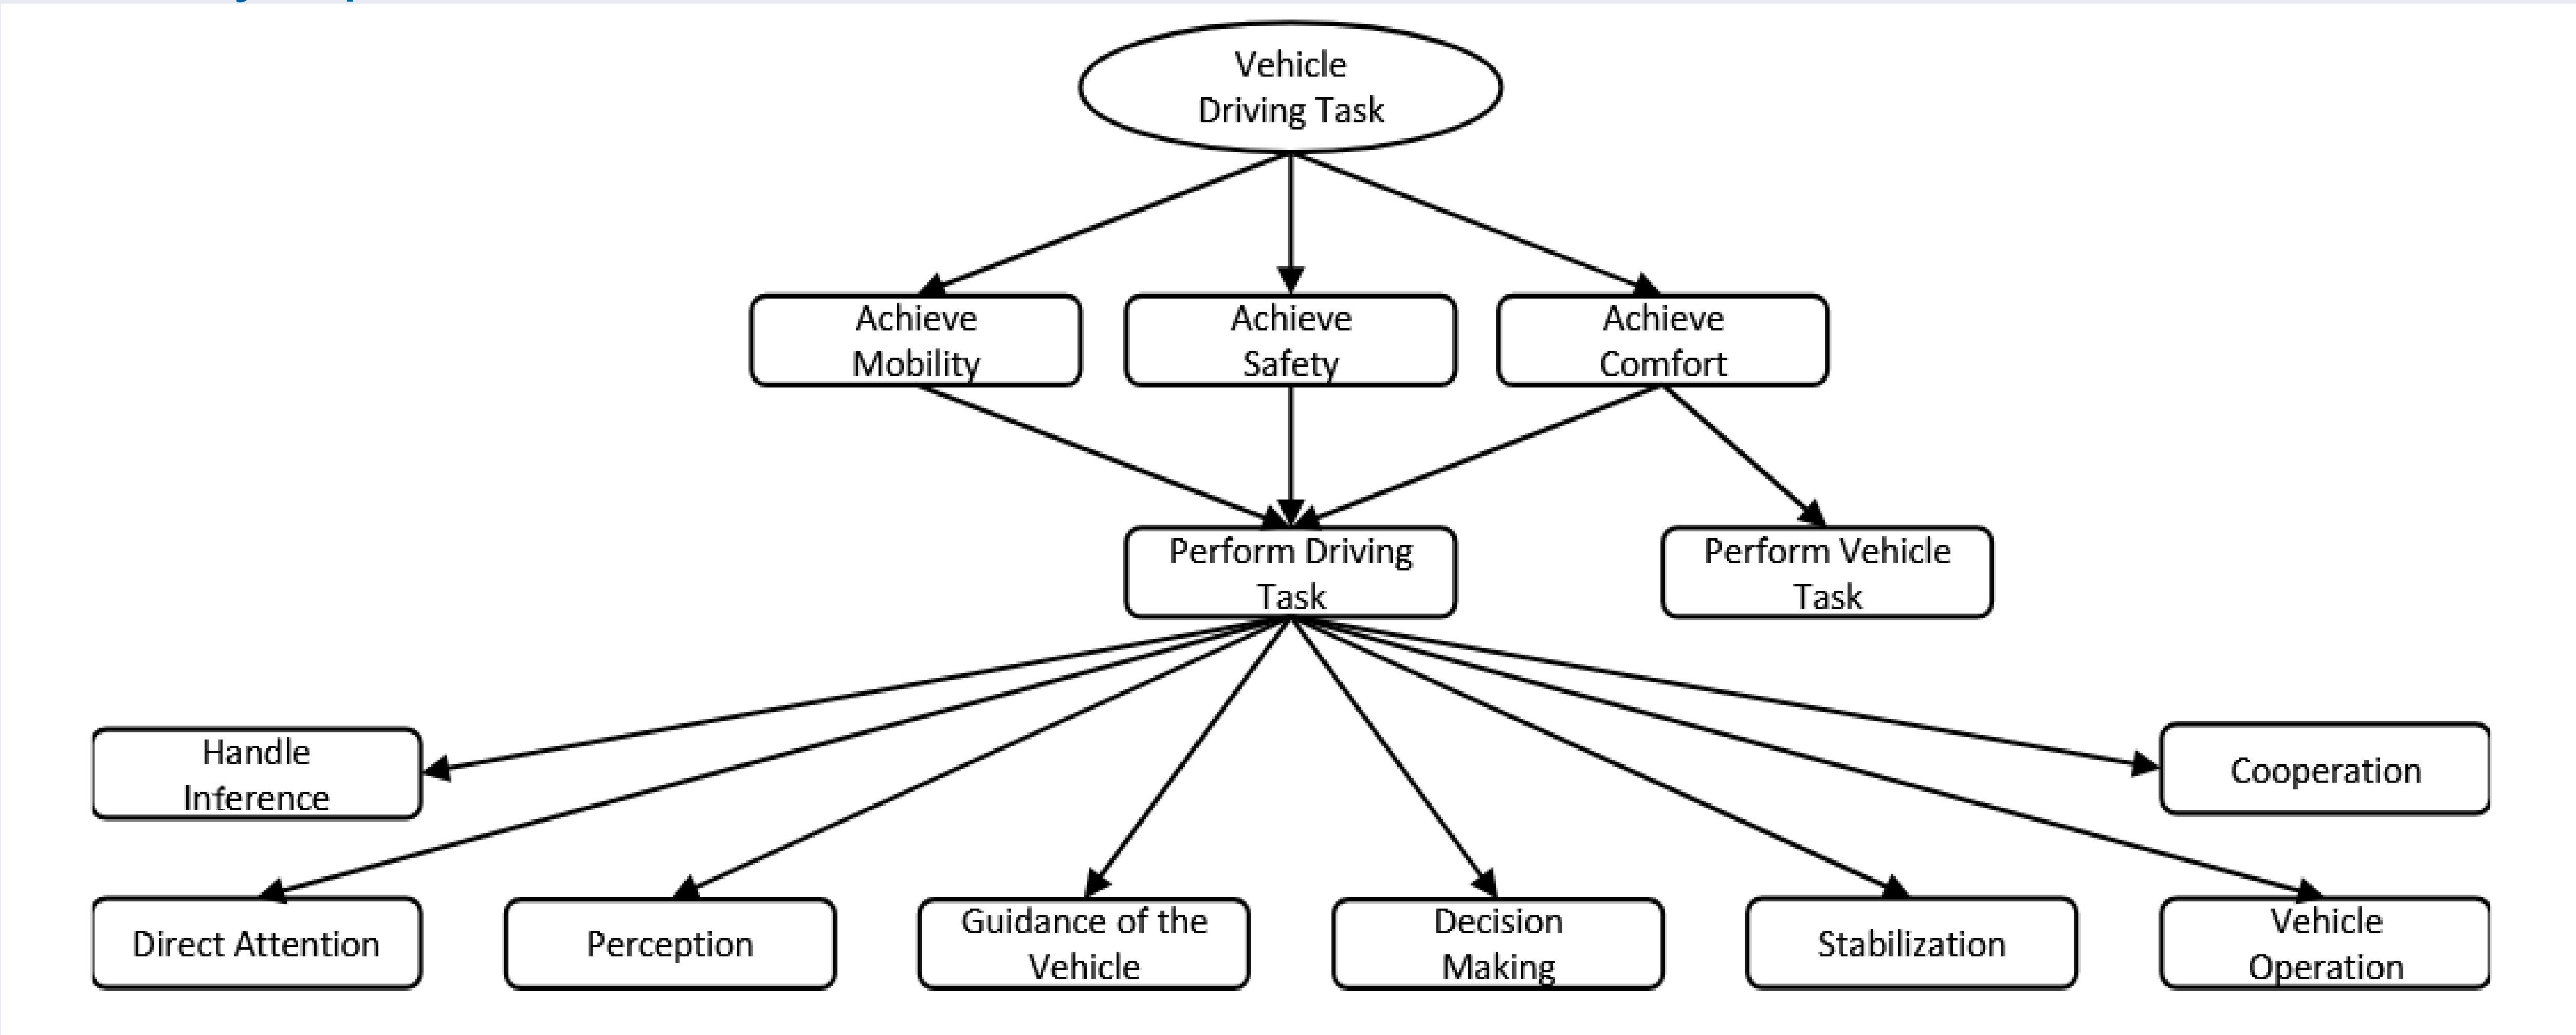 Vehicle
Driving Task
Achieve
Mobility
Achieve
Safety
Achieve
Comfort
Perform Driving
Task
Perform Vehicle
Task
Handle
Inference
Cooperation
Direct Attention
Perception
Guidance of the
Vehicle
Decision
Making
Stabilization
Vehicle
Operation